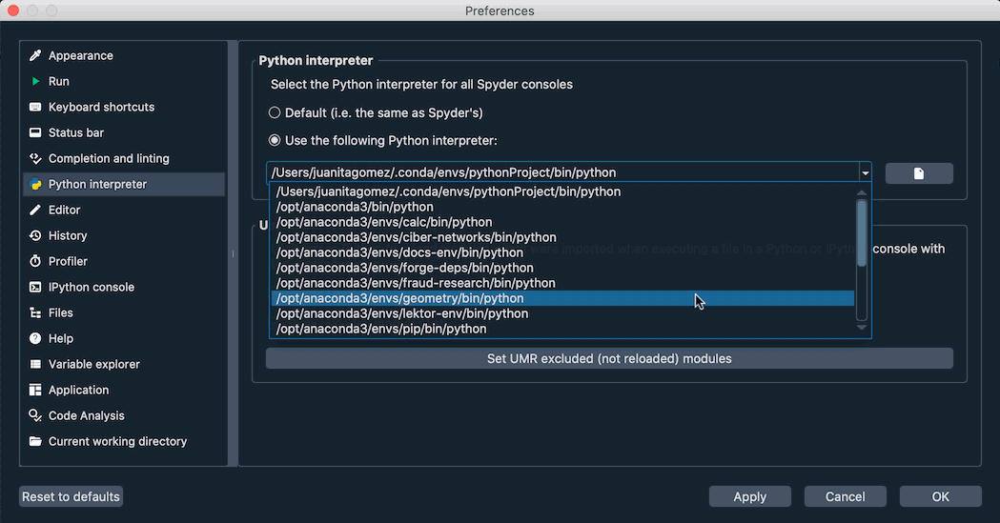 Preferences
Appearance
Run
Keyboard shortcuts
Status bar
Completion and linting
Python interpreter
Editor
History
Profiler
IPython console
Files
Help
Variable explorer
Application
Code Analysis
Current working directory
Python interpreter
Select the Python interpreter for all Spyder consoles
Default (i.e. the same as Spyder's)
Use the following Python interpreter:
/Users/juanitagomez/.conda/envs/pythonProject/bin/python
/Users/juanitagomez/.conda/envs/pythonProject/bin/python
/opt/anaconda3/bin/python
/opt/anaconda3/envs/calc/bin/python
/opt/anaconda3/envs/ciber-networks/bin/python
/opt/anaconda3/envs/docs-env/bin/python
/opt/anaconda3/envs/forge-deps/bin/python
/opt/anaconda3/envs/fraud-research/bin/python
/opt/anaconda3/envs/geometry/bin/python
/opt/anaconda3/envs/lektor-env/bin/python
/opt/anaconda3/envs/pip/bin/python
U
were imported when executing a file in a Python or IPython console with
Set UMR excluded (not reloaded) modules
Reset to defaults
Apply
Cancel
OK